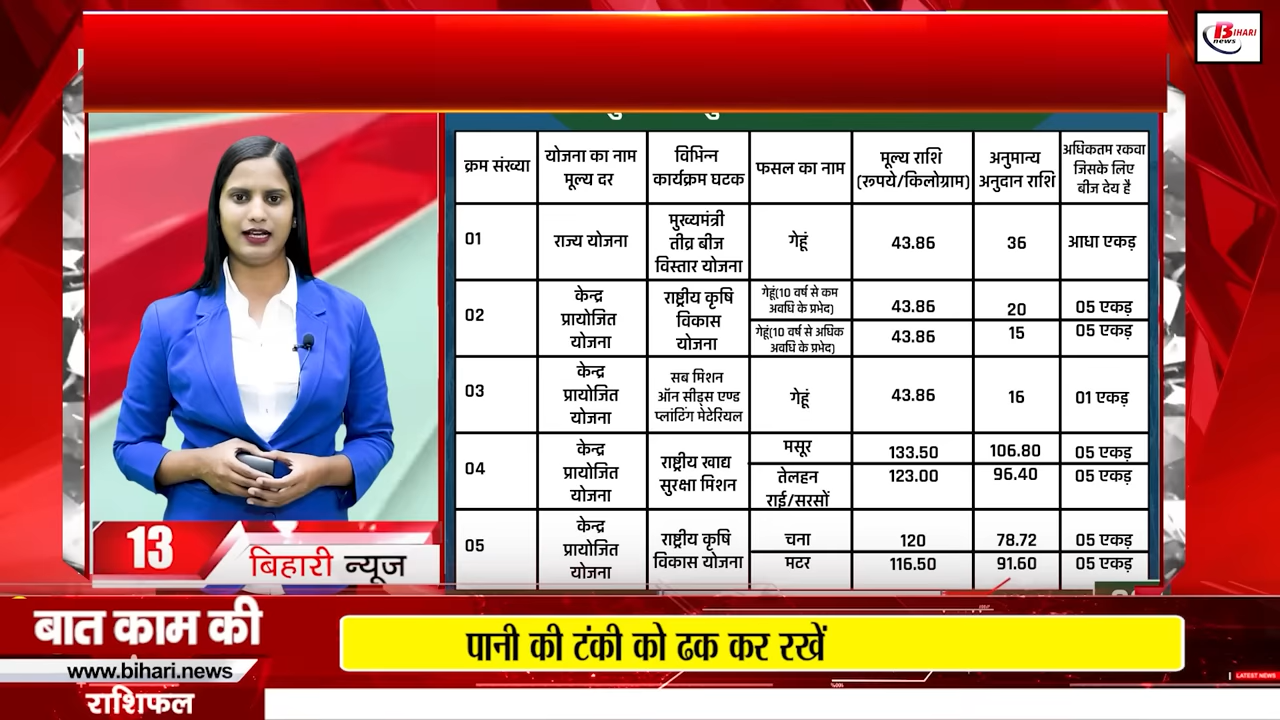 BIHARI
news
क्रम संख्या
योजना का नाम
मूल्य दर
विभिन्न
कार्यक्रम घटक
फसल का नाम
मूल्य राशि
(रूपये/किलोग्राम)
अनुमान्य
अनुदान राशि
अधिकतम रकवा
जिसके लिए
बीज देय है
01
राज्य योजना
मुख्यमंत्री
तीव्र बीज
विस्तार योजना
गेहूं
43.86
36
आधा एकड़
02
केन्द्र
प्रायोजित
योजना
राष्ट्रीय कृषि
विकास
योजना
गेहूं(10 वर्ष से कम
अवधि के प्रभेद)
43.86
20
05 एकड़
गेहूं(10 वर्ष से अधिक
अवधि के प्रभेद)
43.86
15
05 एकड़
03
केन्द्र
प्रायोजित
योजना
सब मिशन
ऑन सीड्स एण्ड
प्लांटिंग मेटेरियल
गेहूं
43.86
16
01 एकड़
04
केन्द्र
प्रायोजित
योजना
राष्ट्रीय खाद्य
सुरक्षा मिशन
मसूर
133.50
106.80
05 एकड़
तेलहन
राई/सरसों
123.00
96.40
05 एकड़
05
केन्द्र
प्रायोजित
योजना
राष्ट्रीय कृषि
विकास योजना
चना
120
78.72
05 एकड़
मटर
116.50
91.60
05 एकड़
13
बिहारी न्यूज
बात काम की
www.bihari.news
राशिफल
पानी की टंकी को ढक कर रखें
LATEST NEWS